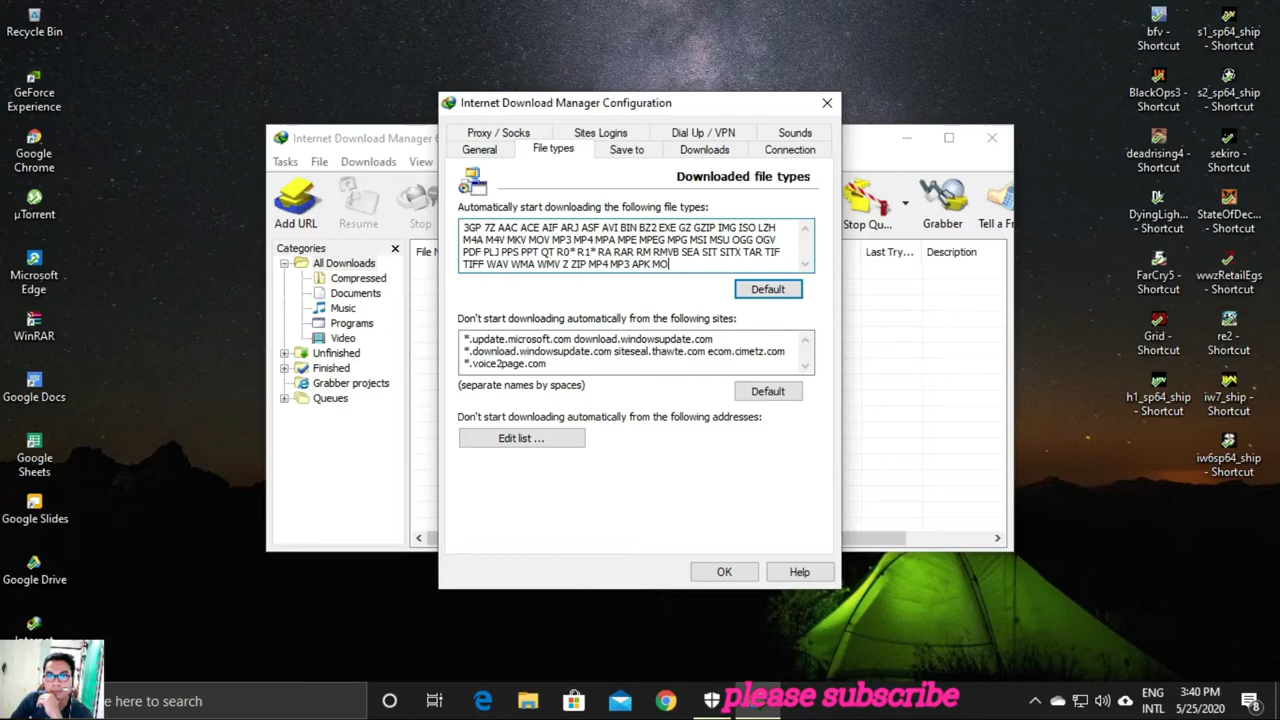 Recycle Bin
GeForce
Experience
Google
Chrome
µTorrent
Microsoft
Edge
WinRAR
Google Docs
Google
Sheets
Google Slides
Google Drive
Internet Download Manager
Tasks File Downloads View
Add URL
Resume
Stop
Stop Qu...
Grabber
Tell a Fr
Categories
All Downloads
Compressed
Documents
Music
Programs
Video
Unfinished
Finished
Grabber projects
Queues
File N
Last Try...
Description
Internet Download Manager Configuration
Proxy / Socks
Sites Logins
Dial Up / VPN
Sounds
General
File types
Save to
Downloads
Connection
Downloaded file types
Automatically start downloading the following file types:
3GP 7Z AAC ACE AIF ARJ ASF AVI BIN BZ2 EXE GZ GZIP IMG ISO LZH
M4A M4V MKV MOV MP3 MP4 MPA MPE MPEG MPG MSI MSU OGG OGV
PDF PLJ PPS PPT QT R0* R1* RA RAR RM RMVB SEA SIT SITX TAR TIF
TIFF WAV WMA WMV Z ZIP MP4 MP3 APK MO
Default
Don't start downloading automatically from the following sites:
*.update.microsoft.com download.windowsupdate.com
*.download.windowsupdate.com siteseal.thawte.com ecom.cimetz.com
*.voice2page.com
(separate names by spaces)
Default
Don't start downloading automatically from the following addresses:
Edit list ...
OK
Help
bfv -
Shortcut
s1_sp64_ship
- Shortcut
BlackOps3 -
Shortcut
s2_sp64_ship
- Shortcut
deadrising4 -
Shortcut
sekiro -
Shortcut
DyingLigh...
- Shortcut
StateOfDec...
- Shortcut
FarCry5 -
Shortcut
wwzRetailEgs
- Shortcut
Grid -
Shortcut
re2 -
Shortcut
h1_sp64_ship
- Shortcut
iw7_ship -
Shortcut
iw6sp64_ship
- Shortcut
here to search
please subscribe
ENG
INTL
3:40 PM
5/25/2020
8